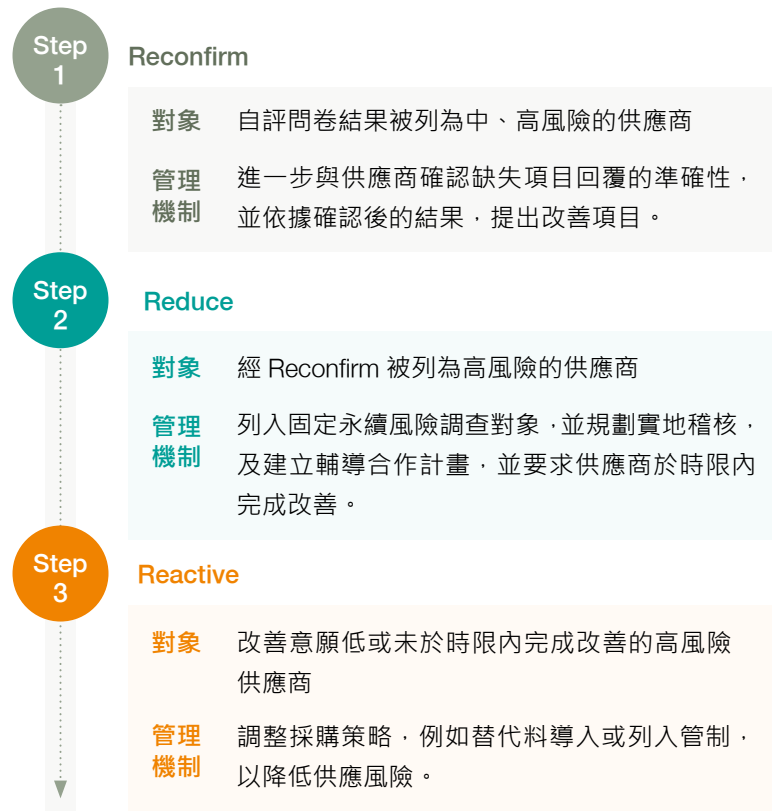 Step
1
Reconfirm
對象 自評問卷結果被列為中、高風險的供應商
管理
機制
進一步與供應商確認缺失項目回覆的準確性，
並依據確認後的結果，提出改善項目。
Step
2
Reduce
對象 經 Reconfirm 被列為高風險的供應商
管理
機制
列入固定永續風險調查對象，並規劃實地稽核，
及建立輔導合作計畫，並要求供應商於時限內
完成改善。
Step
3
Reactive
對象 改善意願低或未於時限內完成改善的高風險
供應商
管理
機制
調整採購策略，例如替代料導入或列入管制，
以降低供應風險。